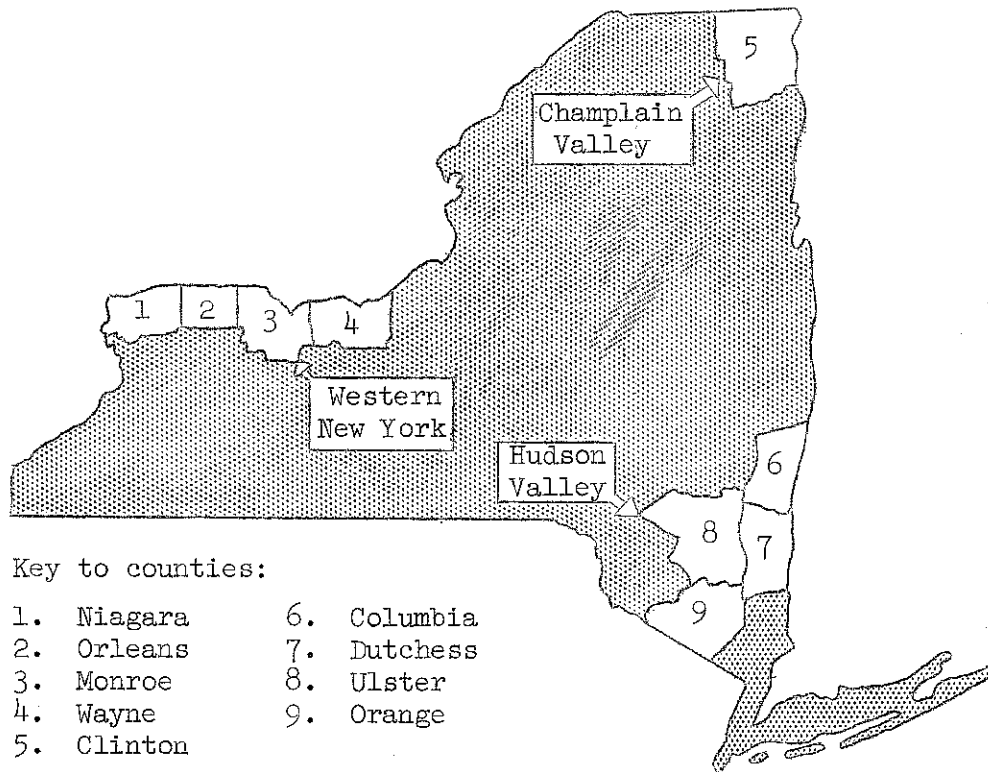 5
Champlain
Valley
1
2
3
4
Western
New York
Hudson
Valley
6
8
7
9
Key to counties:
1. Niagara
2. Orleans
3. Monroe
4. Wayne
5. Clinton
6. Columbia
7. Dutchess
8. Ulster
9. Orange